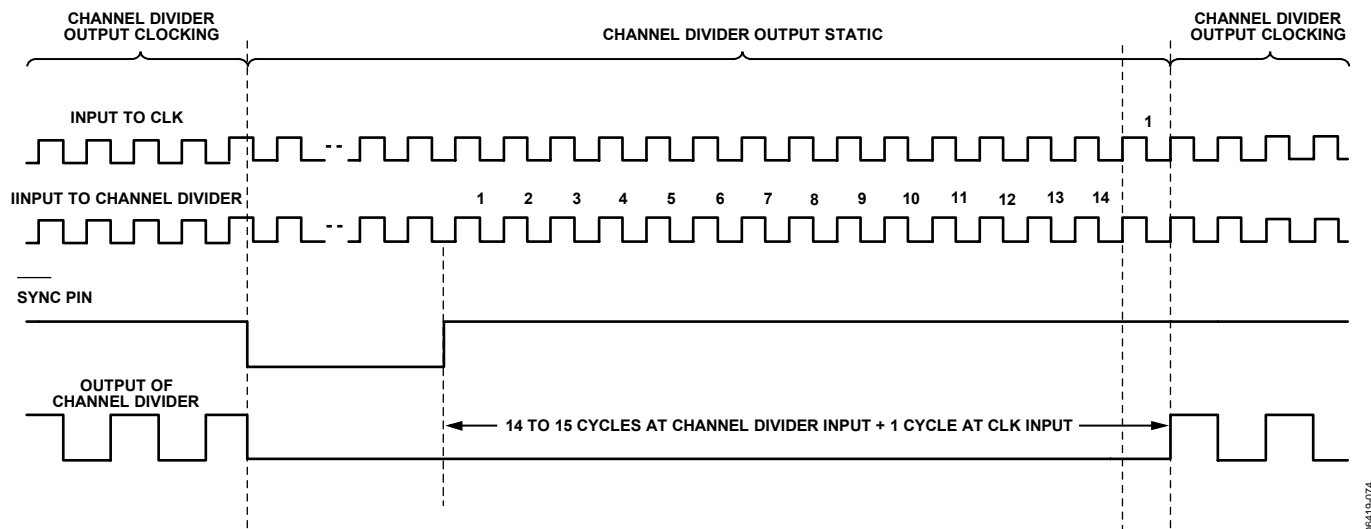 CHANNEL DIVIDER
OUTPUT CLOCKING
CHANNEL DIVIDER OUTPUT STATIC
CHANNEL DIVIDER
OUTPUT CLOCKING
INPUT TO CLK
1
IINPUT TO CHANNEL DIVIDER
1 2 3 4 5 6 7 8 9 10 11 12 13 14
SYNC PIN
OUTPUT OF
CHANNEL DIVIDER
14 TO 15 CYCLES AT CHANNEL DIVIDER INPUT + 1 CYCLE AT CLK INPUT
06419-074